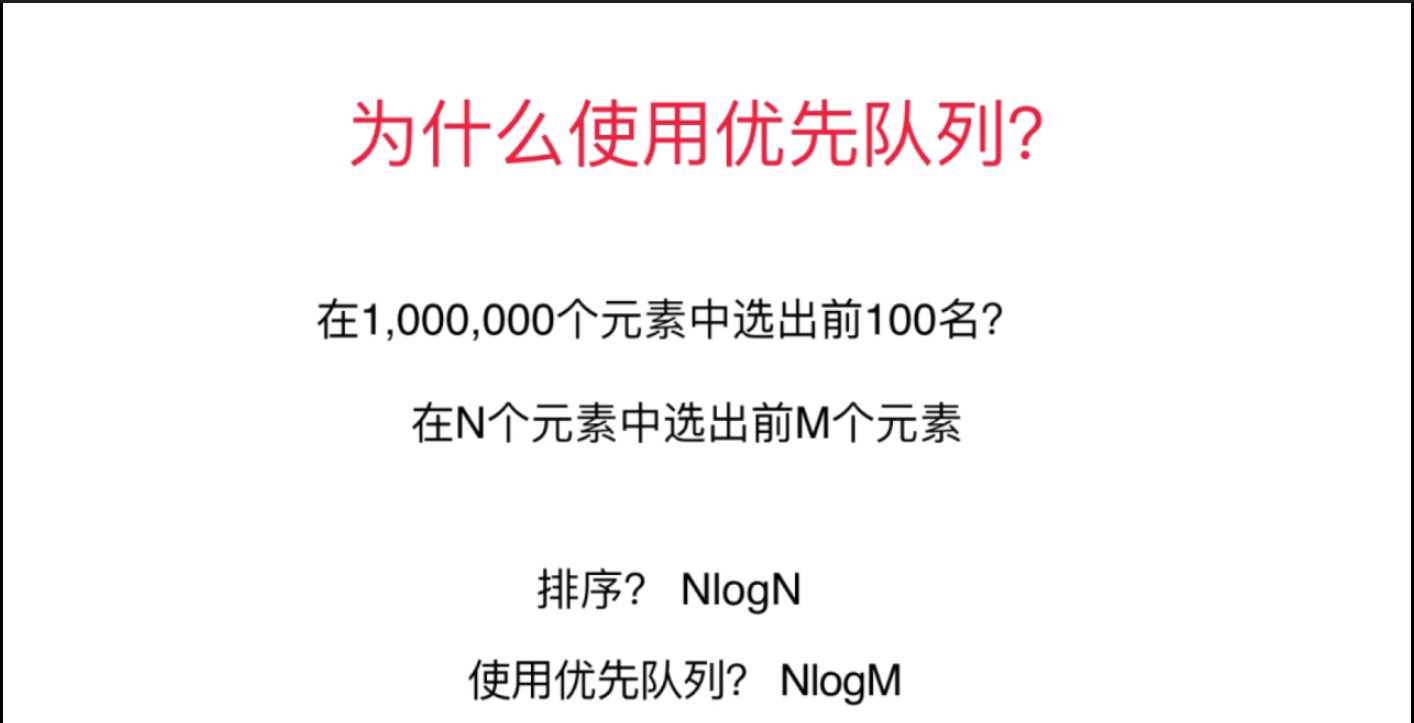 为什么使用优先队列？
在1,000,000个元素中选出前100名？
在N个元素中选出前M个元素
排序？ NlogN
使用优先队列？ NlogM